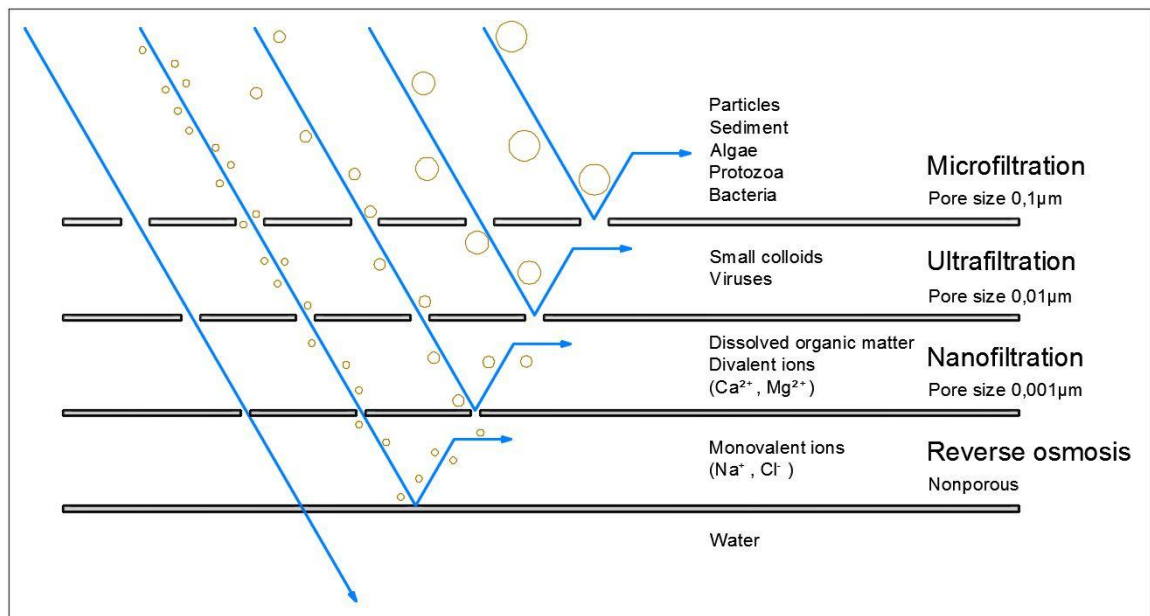 Particles
Sediment
Algae
Protozoa
Bacteria
Microfiltration
Pore size 0,1µm
Small colloids
Viruses
Ultrafiltration
Pore size 0,01µm
Dissolved organic matter
Divalent ions
(Ca²⁺ , Mg²⁺)
Nanofiltration
Pore size 0,001µm
Monovalent ions
(Na⁺ , Cl⁻ )
Reverse osmosis
Nonporous
Water